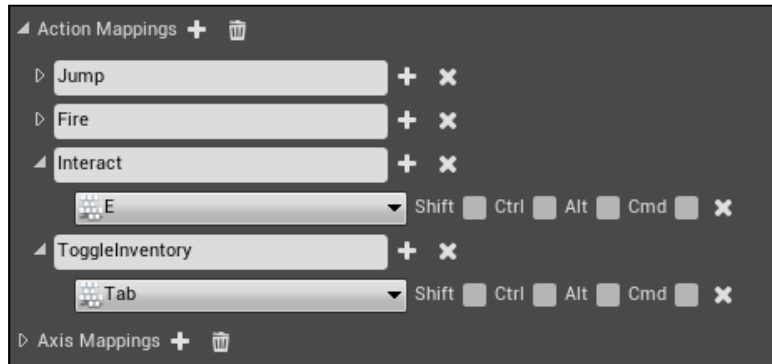 Action Mappings
Jump
Fire
Interact
E Shift Ctrl Alt Cmd
ToggleInventory
Tab Shift Ctrl Alt Cmd
Axis Mappings